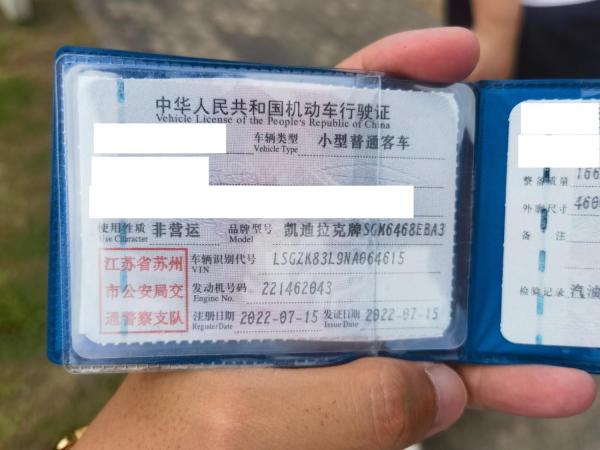 中华人民共和国机动车行驶证
Vehicle License of the People's Republic of China
车辆类型 小型普通客车
Vehicle Type
使用性质 非营运 品牌型号 凯迪拉克牌SGM6468EBA3
Use Character Model
江苏省苏州
市公安局交
通警察支队
车辆识别代号 LSGZK83L9NA064615
VIN
发动机号码 221462043
Engine No.
注册日期 2022-07-15 发证日期 2022-07-15
Register Date Issue Date
整备质量 166
外廓尺寸 460
备 注
检验记录 汽油